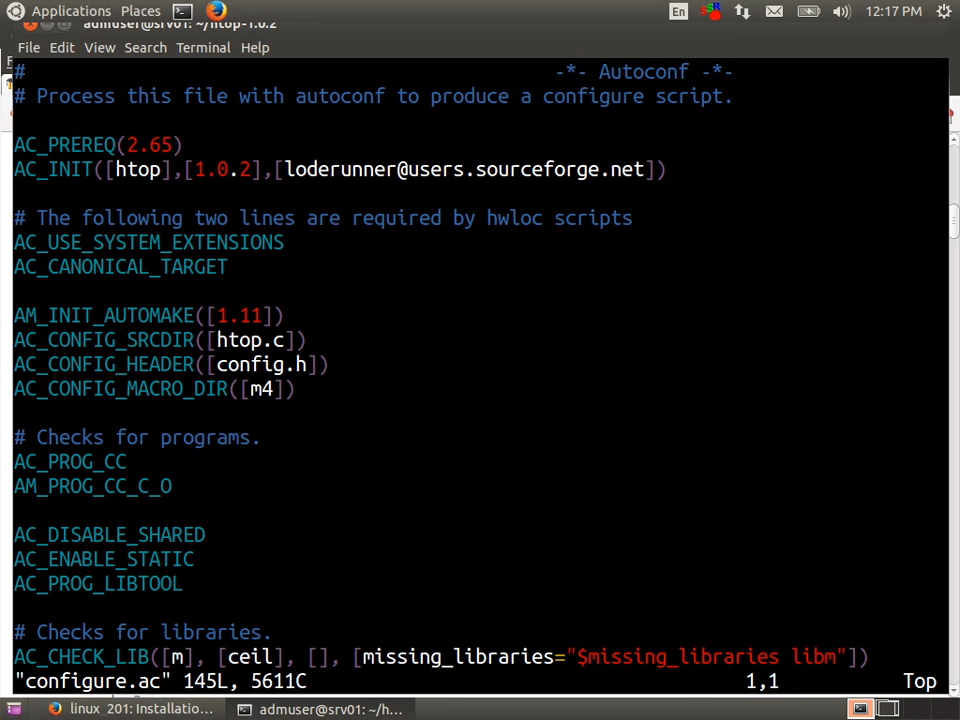 Applications Places En 12:17 PM
admuser@srv01: ~/htop-1.0.2
File Edit View Search Terminal Help
# -*- Autoconf -*-
# Process this file with autoconf to produce a configure script.
AC_PREREQ(2.65)
AC_INIT([htop],[1.0.2],[loderunner@users.sourceforge.net])
# The following two lines are required by hwloc scripts
AC_USE_SYSTEM_EXTENSIONS
AC_CANONICAL_TARGET
AM_INIT_AUTOMAKE([1.11])
AC_CONFIG_SRCDIR([htop.c])
AC_CONFIG_HEADER([config.h])
AC_CONFIG_MACRO_DIR([m4])
# Checks for programs.
AC_PROG_CC
AM_PROG_CC_C_O
AC_DISABLE_SHARED
AC_ENABLE_STATIC
AC_PROG_LIBTOOL
# Checks for libraries.
AC_CHECK_LIB([m], [ceil], [], [missing_libraries="$missing_libraries libm"])
"configure.ac" 145L, 5611C 1,1 Top
linux_201: Installatio... admuser@srv01: ~/h...